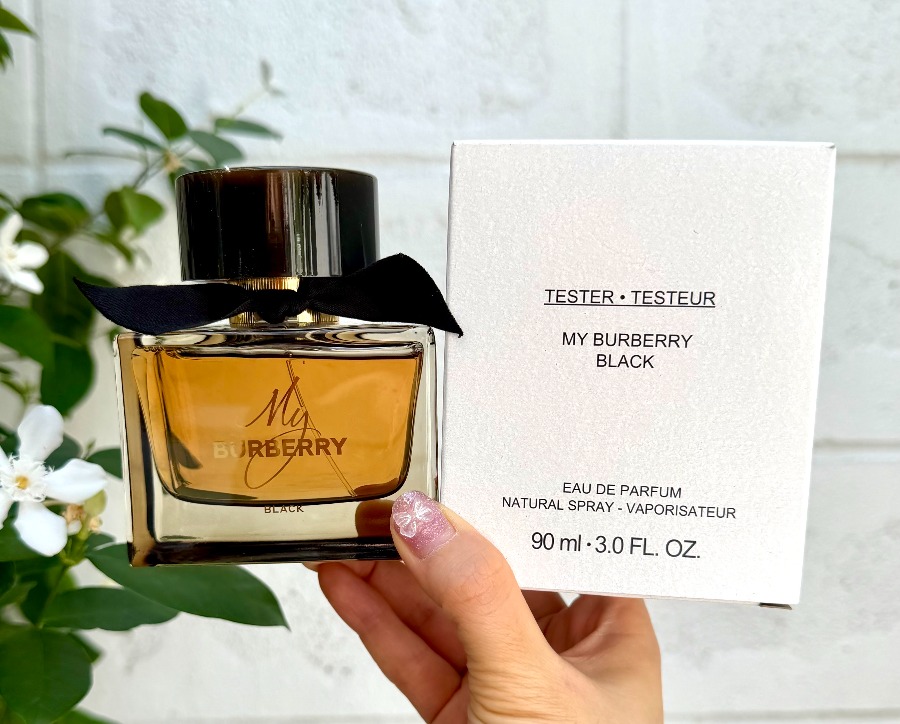 My
BURBERRY
BLACK
TESTER • TESTEUR
MY BURBERRY
BLACK
EAU DE PARFUM
NATURAL SPRAY - VAPORISATEUR
90 ml • 3.0 FL. OZ.